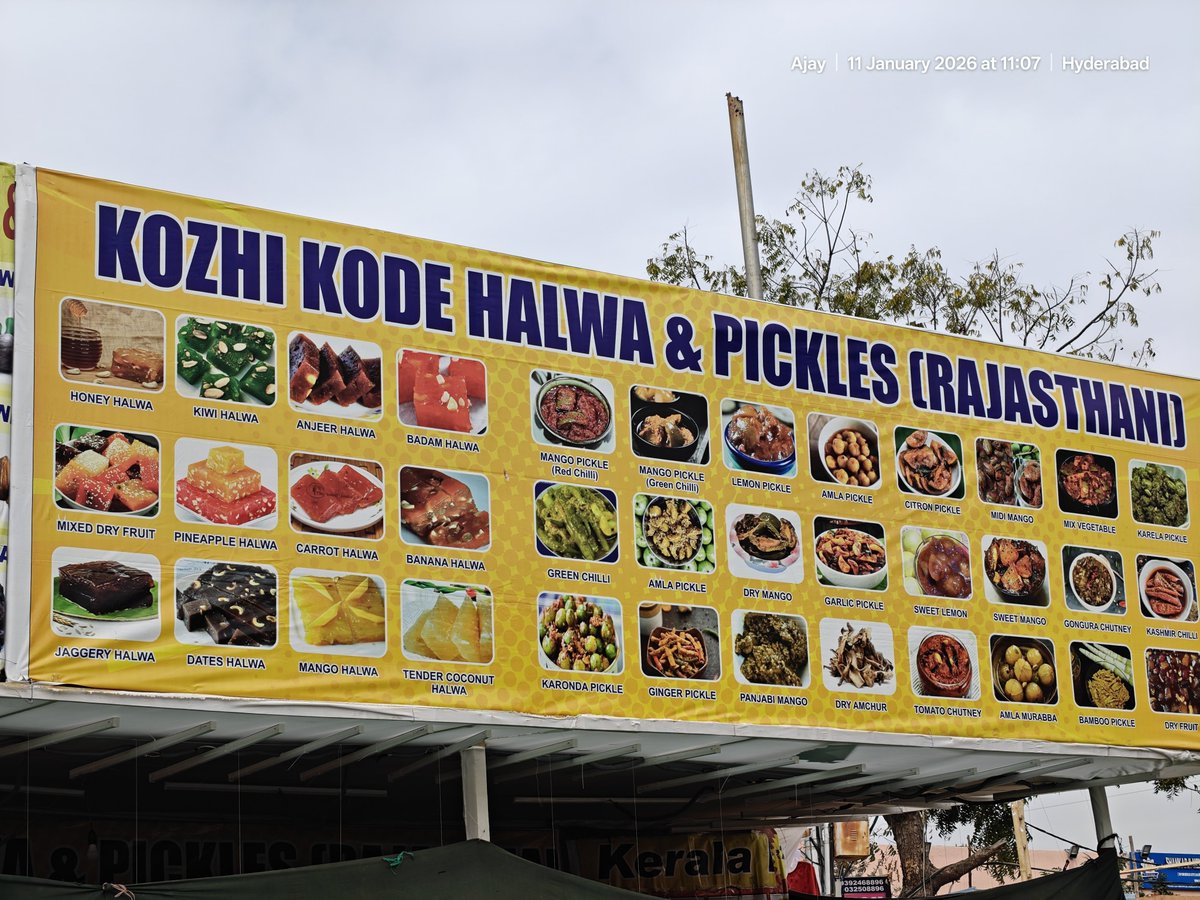 Ajay | 11 January 2026 at 11:07 | Hyderabad
KOZHI KODE HALWA & PICKLES (RAJASTHANI)
HONEY HALWA
KIWI HALWA
ANJEER HALWA
BADAM HALWA
MIXED DRY FRUIT
PINEAPPLE HALWA
CARROT HALWA
BANANA HALWA
JAGGERY HALWA
DATES HALWA
MANGO HALWA
TENDER COCONUT
HALWA
MANGO PICKLE
(Red Chilli)
MANGO PICKLE
(Green Chilli)
LEMON PICKLE
AMLA PICKLE
CITRON PICKLE
MIDI MANGO
MIX VEGETABLE
KARELA PICKLE
GREEN CHILLI
AMLA PICKLE
DRY MANGO
GARLIC PICKLE
SWEET LEMON
SWEET MANGO
GONGURA CHUTNEY
KASHMIR CHILLI
KARONDA PICKLE
GINGER PICKLE
PANJABI MANGO
DRY AMCHUR
TOMATO CHUTNEY
AMLA MURABBA
BAMBOO PICKLE
DRY FRUIT
& PICKLES
Kerala
9392468896
032508896